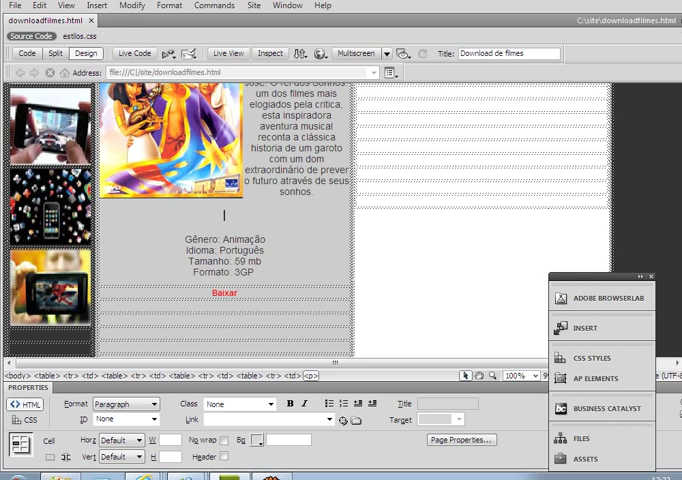 File Edit View Insert Modify Format Commands Site Window Help
downloadfilmes.html × C:\site\downloadfilmes.html
Source Code estilos.css
Code Split Design Live Code Live View Inspect Multiscreen Title: Download de filmes
Address: file:///C|/site/downloadfilmes.html
um dos filmes mais
elogiados pela critica,
esta inspiradora
aventura musical
reconta a clássica
historia de um garoto
com um dom
extraordinário de prever
o futuro através de seus
sonhos.
Gênero: Animação
Idioma: Português
Tamanho: 59 mb
Formato: 3GP
Baixar
ADOBE BROWSERLAB
INSERT
CSS STYLES
AP ELEMENTS
BUSINESS CATALYST
FILES
ASSETS
<body> <table> <tr> <td> <table> <tr> <td> <table> <tr> <td> <table> <tr> <td> <p> 100%
PROPERTIES
HTML Format Paragraph Class None B I Title
CSS ID None Link Target
Cell Horz Default W No wrap Bg Page Properties...
Vert Default H Header